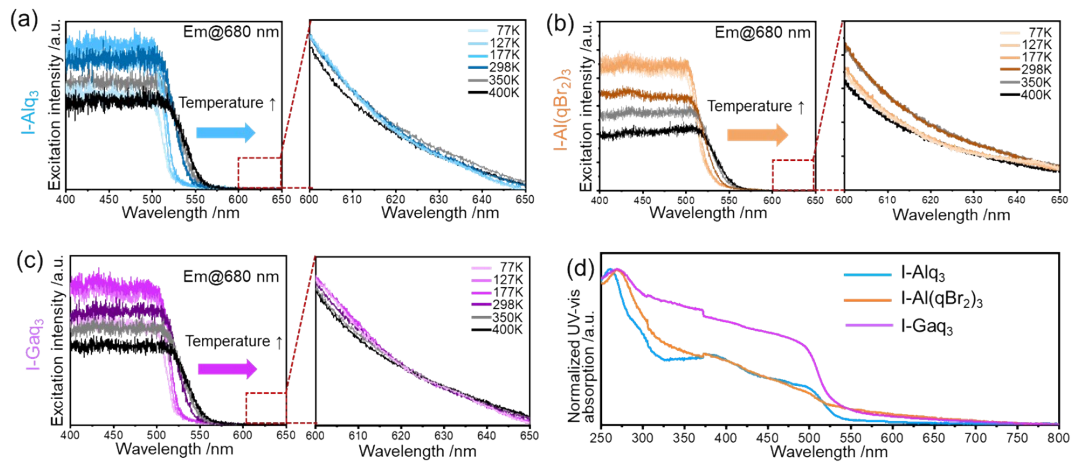 (a)
Em@680 nm
Temperature ↑
I-Alq3
Excitation intensity /a.u.
400 450 500 550 600 650
Wavelength /nm
77K
127K
177K
298K
350K
400K
600 610 620 630 640 650
Wavelength /nm
(b)
Em@680 nm
Temperature ↑
I-Al(qBr2)3
Excitation intensity /a.u.
400 450 500 550 600 650
Wavelength /nm
77K
127K
177K
298K
350K
400K
600 610 620 630 640 650
Wavelength /nm
(c)
Em@680 nm
Temperature ↑
I-Gaq3
Excitation intensity /a.u.
400 450 500 550 600 650
Wavelength /nm
77K
127K
177K
298K
350K
400K
600 610 620 630 640 650
Wavelength /nm
(d)
I-Alq3
I-Al(qBr2)3
I-Gaq3
Normalized UV-vis
absorption /a.u.
250 300 350 400 450 500 550 600 650 700 750 800
Wavelength /nm